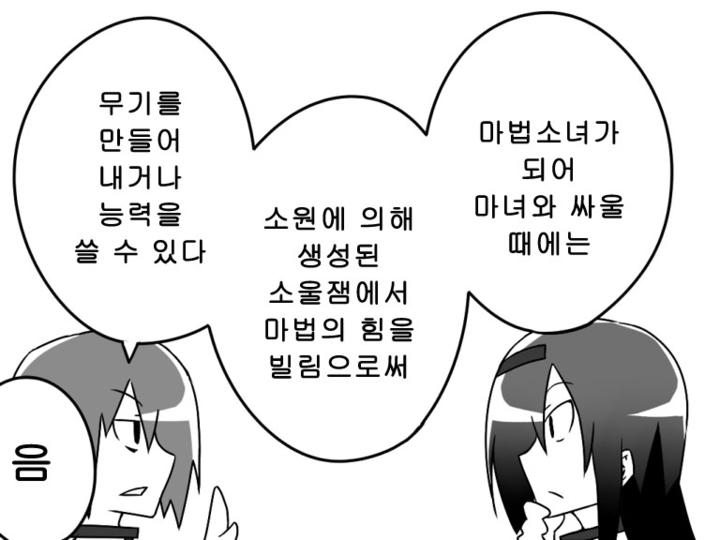 마법소녀가
되어
마녀와 싸울
때에는
소원에 의해
생성된
소울잼에서
마법의 힘을
빌림으로써
무기를
만들어
내거나
능력을
쓸 수 있다
음